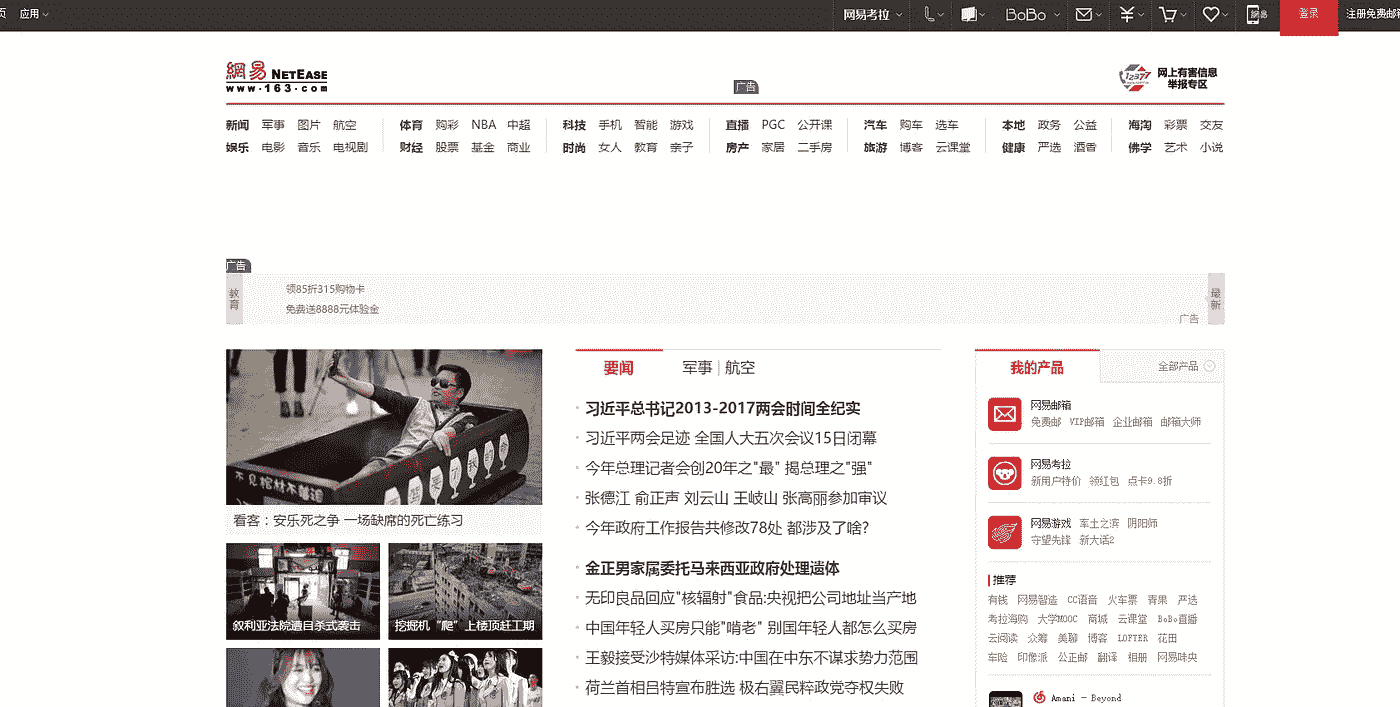 页 应用
网易考拉 BoBo 登录 注册免费邮箱
網易 NETEASE
www.163.com
广告
12377 网上有害信息
举报专区
新闻 军事 图片 航空 体育 购彩 NBA 中超 科技 手机 智能 游戏 直播 PGC 公开课 汽车 购车 选车 本地 政务 公益 海淘 彩票 交友
娱乐 电影 音乐 电视剧 财经 股票 基金 商业 时尚 女人 教育 亲子 房产 家居 二手房 旅游 博客 云课堂 健康 严选 酒香 佛学 艺术 小说
广告
教育
领85折315购物卡
免费送8888元体验金
最新
广告
不见棺材不落泪
看客：安乐死之争 一场缺席的死亡练习
叙利亚法院遭自杀式袭击
挖掘机“爬”上楼顶赶工期
要闻 军事 航空
习近平总书记2013-2017两会时间全纪实
习近平两会足迹 全国人大五次会议15日闭幕
今年总理记者会创20年之"最" 揭总理之"强"
张德江 俞正声 刘云山 王岐山 张高丽参加审议
今年政府工作报告共修改78处 都涉及了啥?
金正男家属委托马来西亚政府处理遗体
无印良品回应"核辐射"食品:央视把公司地址当产地
中国年轻人买房只能"啃老" 别国年轻人都怎么买房
王毅接受沙特媒体采访:中国在中东不谋求势力范围
荷兰首相吕特宣布胜选 极右翼民粹政党夺权失败
我的产品 全部产品
网易邮箱
免费邮 VIP邮箱 企业邮箱 邮箱大师
网易考拉
新用户特价 领红包 点卡9.8折
网易游戏 率土之滨 阴阳师
守望先锋 新大话2
推荐
有钱 网易智造 CC语音 火车票 青果 严选
考拉海购 大学MOOC 商城 云课堂 BoBo直播
云阅读 众筹 美聊 博客 LOFTER 花田
车险 印像派 公正邮 翻译 相册 网易味央
Amani - Beyond